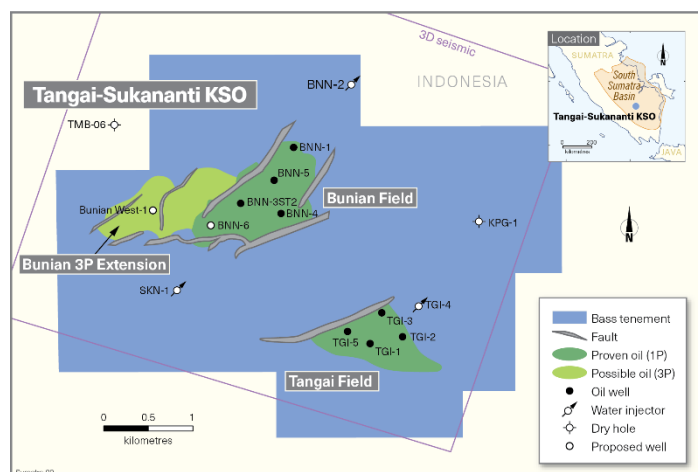 3D seismic
INDONESIA
Tangai-Sukananti KSO
BNN-2
TMB-06
BNN-1
BNN-5
Bunian Field
BNN-3ST2
BNN-4
Bunian West-1
BNN-6
KPG-1
Bunian 3P Extension
SKN-1
TGI-4
TGI-3
TGI-5
TGI-2
TGI-1
Tangai Field
0 0.5 1
kilometres
Location
SUMATRA
N
South
Sumatra
Basin
Tangai-Sukananti KSO
0 200
kilometres
JAVA
N
Bass tenement
Fault
Proven oil (1P)
Possible oil (3P)
Oil well
Water injector
Dry hole
Proposed well